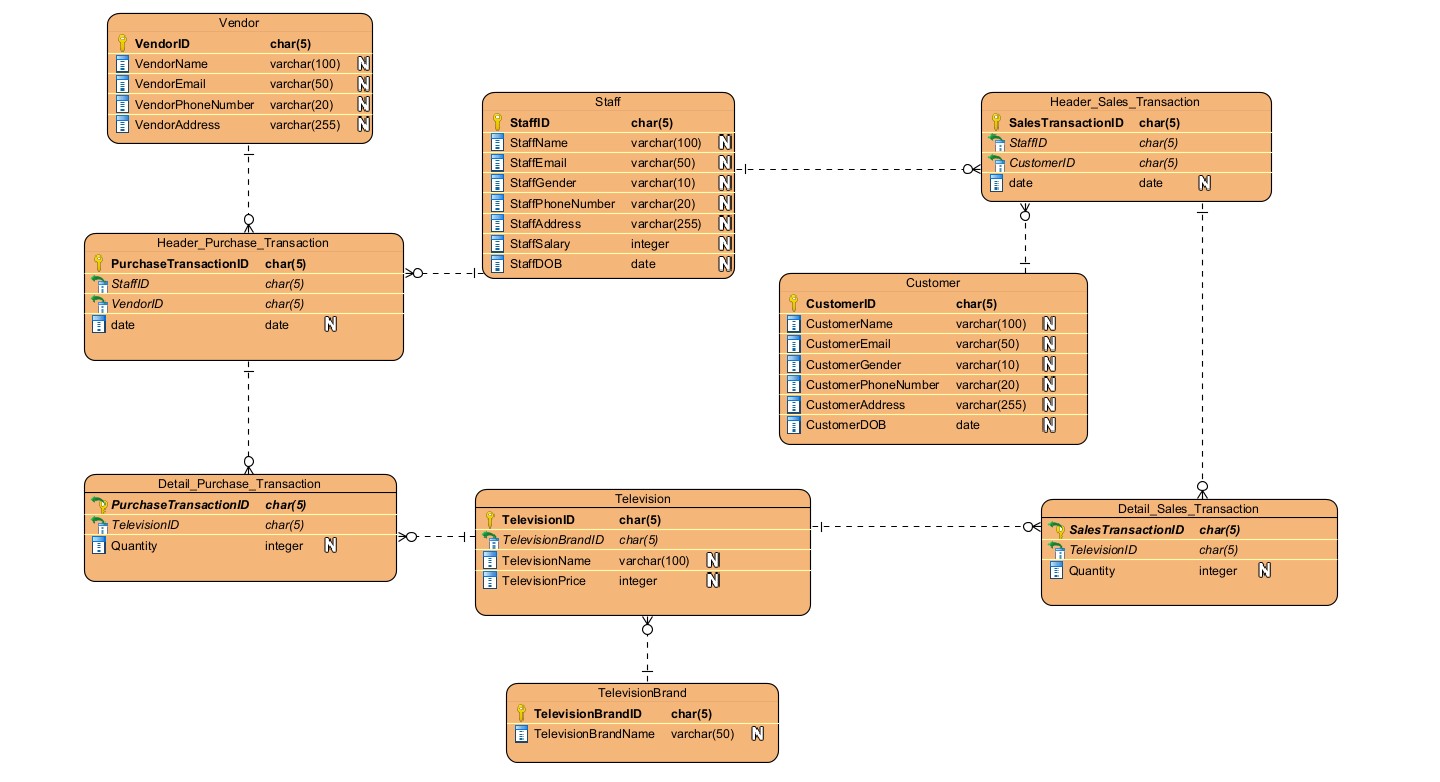 Vendor
VendorID char(5)
VendorName varchar(100) N
VendorEmail varchar(50) N
VendorPhoneNumber varchar(20) N
VendorAddress varchar(255) N
Staff
StaffID char(5)
StaffName varchar(100) N
StaffEmail varchar(50) N
StaffGender varchar(10) N
StaffPhoneNumber varchar(20) N
StaffAddress varchar(255) N
StaffSalary integer N
StaffDOB date N
Header_Sales_Transaction
SalesTransactionID char(5)
StaffID char(5)
CustomerID char(5)
date date N
Header_Purchase_Transaction
PurchaseTransactionID char(5)
StaffID char(5)
VendorID char(5)
date date N
Customer
CustomerID char(5)
CustomerName varchar(100) N
CustomerEmail varchar(50) N
CustomerGender varchar(10) N
CustomerPhoneNumber varchar(20) N
CustomerAddress varchar(255) N
CustomerDOB date N
Detail_Purchase_Transaction
PurchaseTransactionID char(5)
TelevisionID char(5)
Quantity integer N
Television
TelevisionID char(5)
TelevisionBrandID char(5)
TelevisionName varchar(100) N
TelevisionPrice integer N
Detail_Sales_Transaction
SalesTransactionID char(5)
TelevisionID char(5)
Quantity integer N
TelevisionBrand
TelevisionBrandID char(5)
TelevisionBrandName varchar(50) N